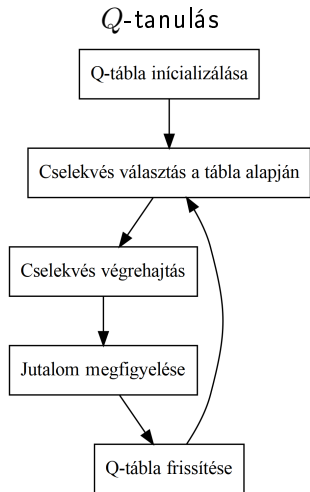 Q-tanulás
Q-tábla inícializálása
Cselekvés választás a tábla alapján
Cselekvés végrehajtás
Jutalom megfigyelése
Q-tábla frissítése